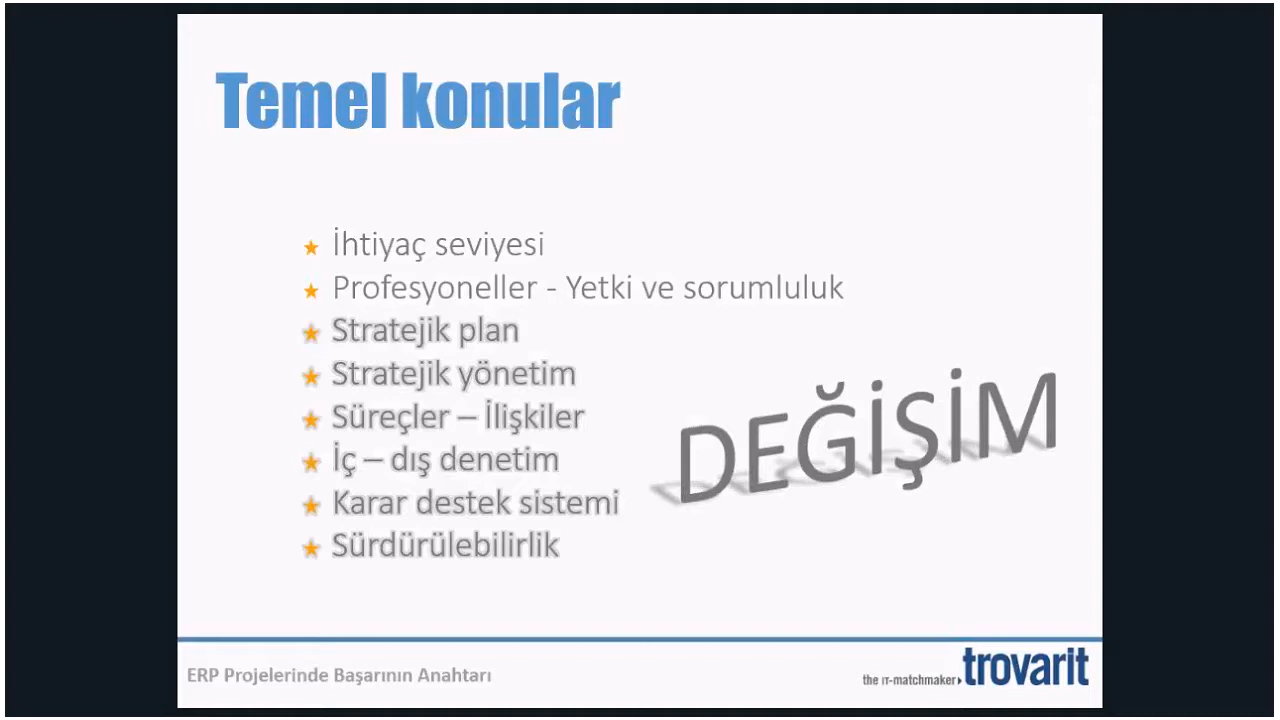 Temel konular
İhtiyaç seviyesi
Profesyoneller - Yetki ve sorumluluk
Stratejik plan
Stratejik yönetim
Süreçler – İlişkiler
İç – dış denetim
Karar destek sistemi
Sürdürülebilirlik
DEĞİŞİM
ERP Projelerinde Başarının Anahtarı
the IT-matchmaker trovarit